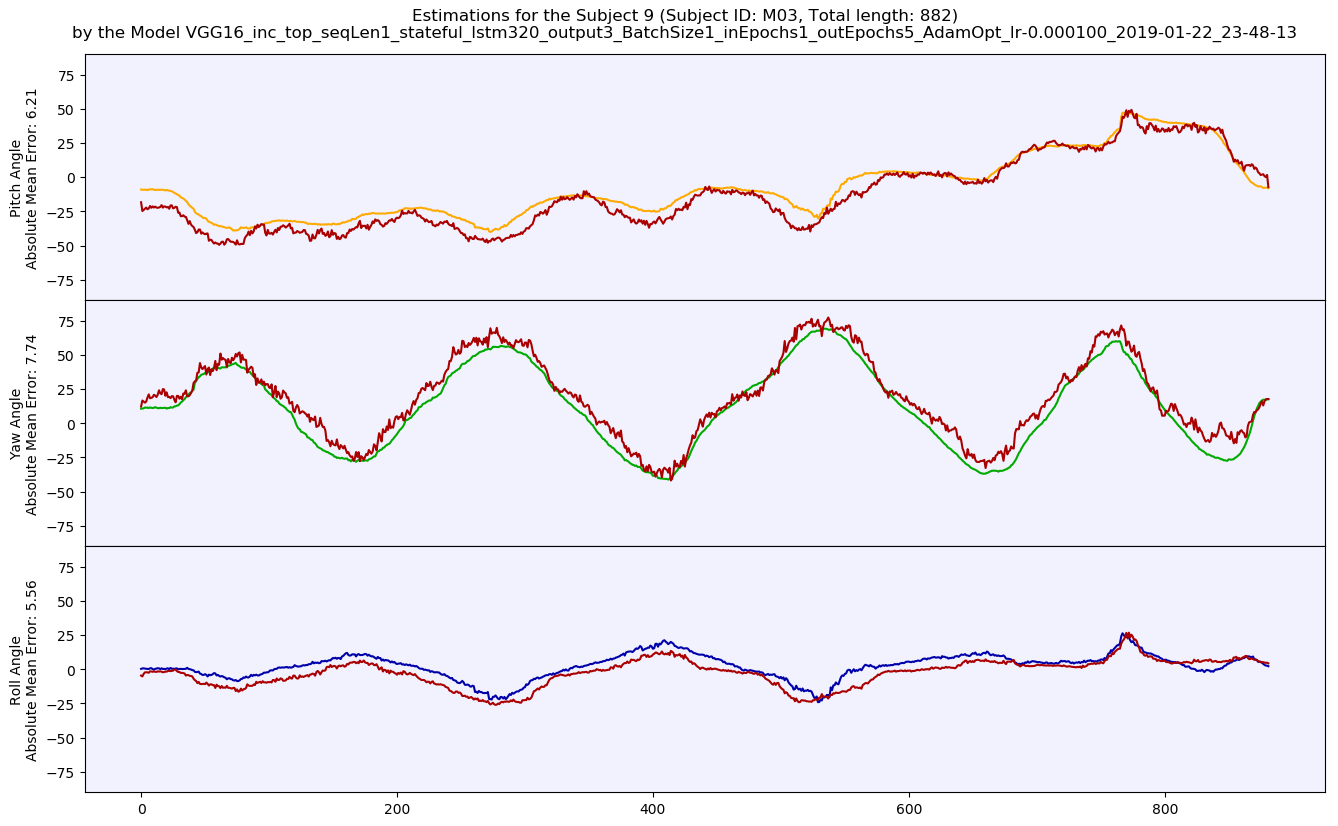 Estimations for the Subject 9 (Subject ID: M03, Total length: 882)
by the Model VGG16_inc_top_seqLen1_stateful_lstm320_output3_BatchSize1_inEpochs1_outEpochs5_AdamOpt_lr-0.000100_2019-01-22_23-48-13
Pitch Angle
Absolute Mean Error: 6.21
75
50
25
0
−25
−50
−75
Yaw Angle
Absolute Mean Error: 7.74
75
50
25
0
−25
−50
−75
Roll Angle
Absolute Mean Error: 5.56
75
50
25
0
−25
−50
−75
0 200 400 600 800